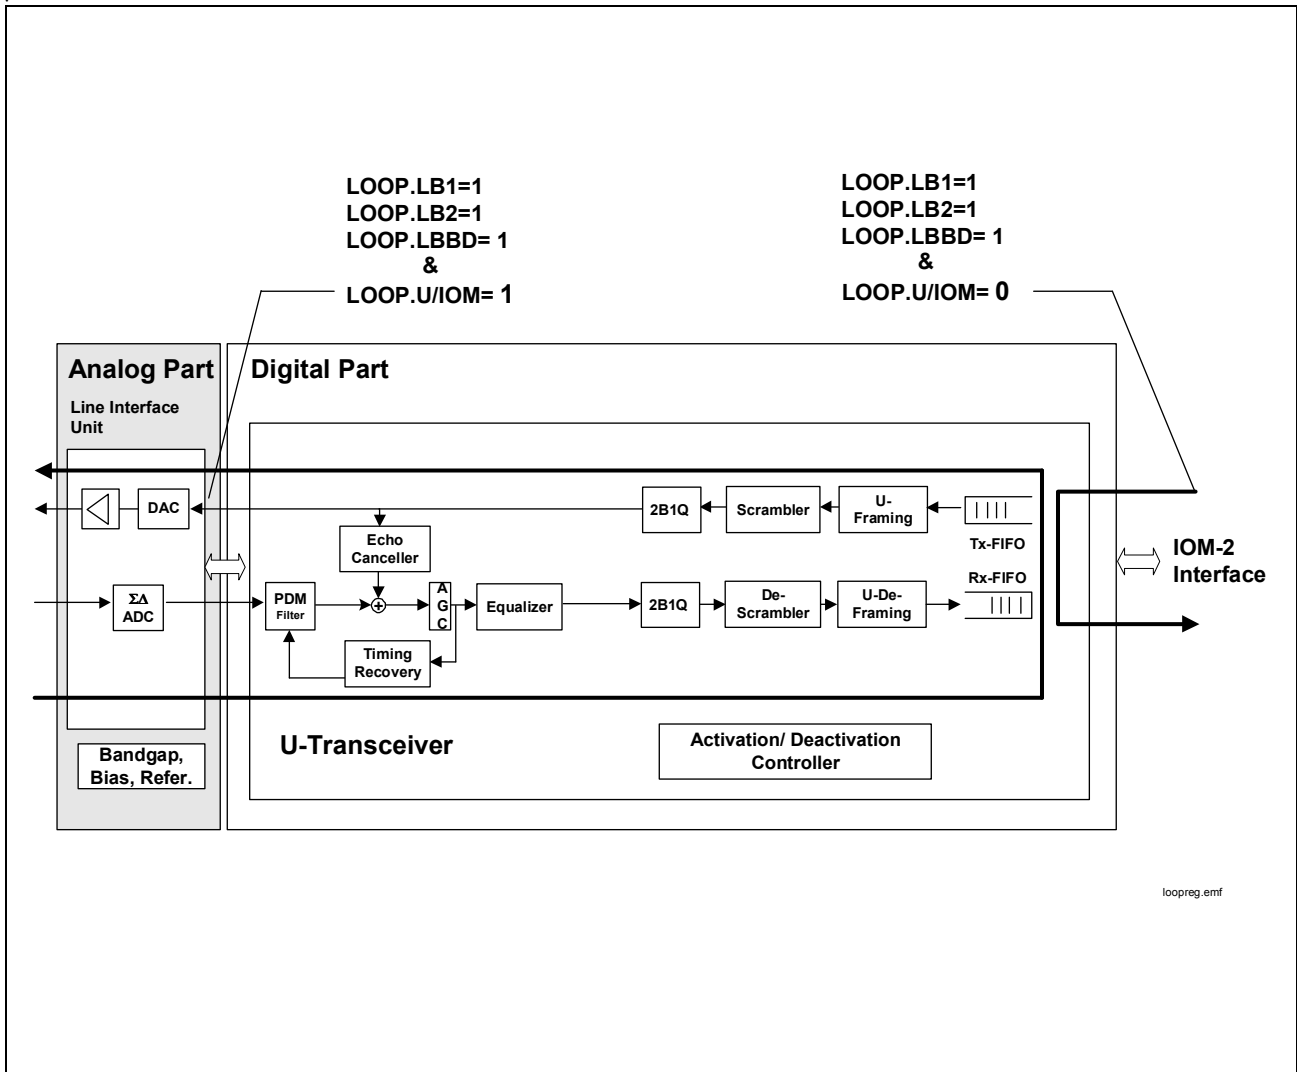 LOOP.LB1=1
LOOP.LB2=1
LOOP.LBBD= 1
&
LOOP.U/IOM= 1
LOOP.LB1=1
LOOP.LB2=1
LOOP.LBBD= 1
&
LOOP.U/IOM= 0
Analog Part
Digital Part
Line Interface
Unit
DAC
2B1Q
Scrambler
U-
Framing
Tx-FIFO
Echo
Canceller
IOM-2
Interface
Rx-FIFO
ΣΔ
ADC
PDM
Filter
+
A
G
C
Equalizer
2B1Q
De-
Scrambler
U-De-
Framing
Timing
Recovery
U-Transceiver
Activation/ Deactivation
Controller
Bandgap,
Bias, Refer.
loopreg.emf